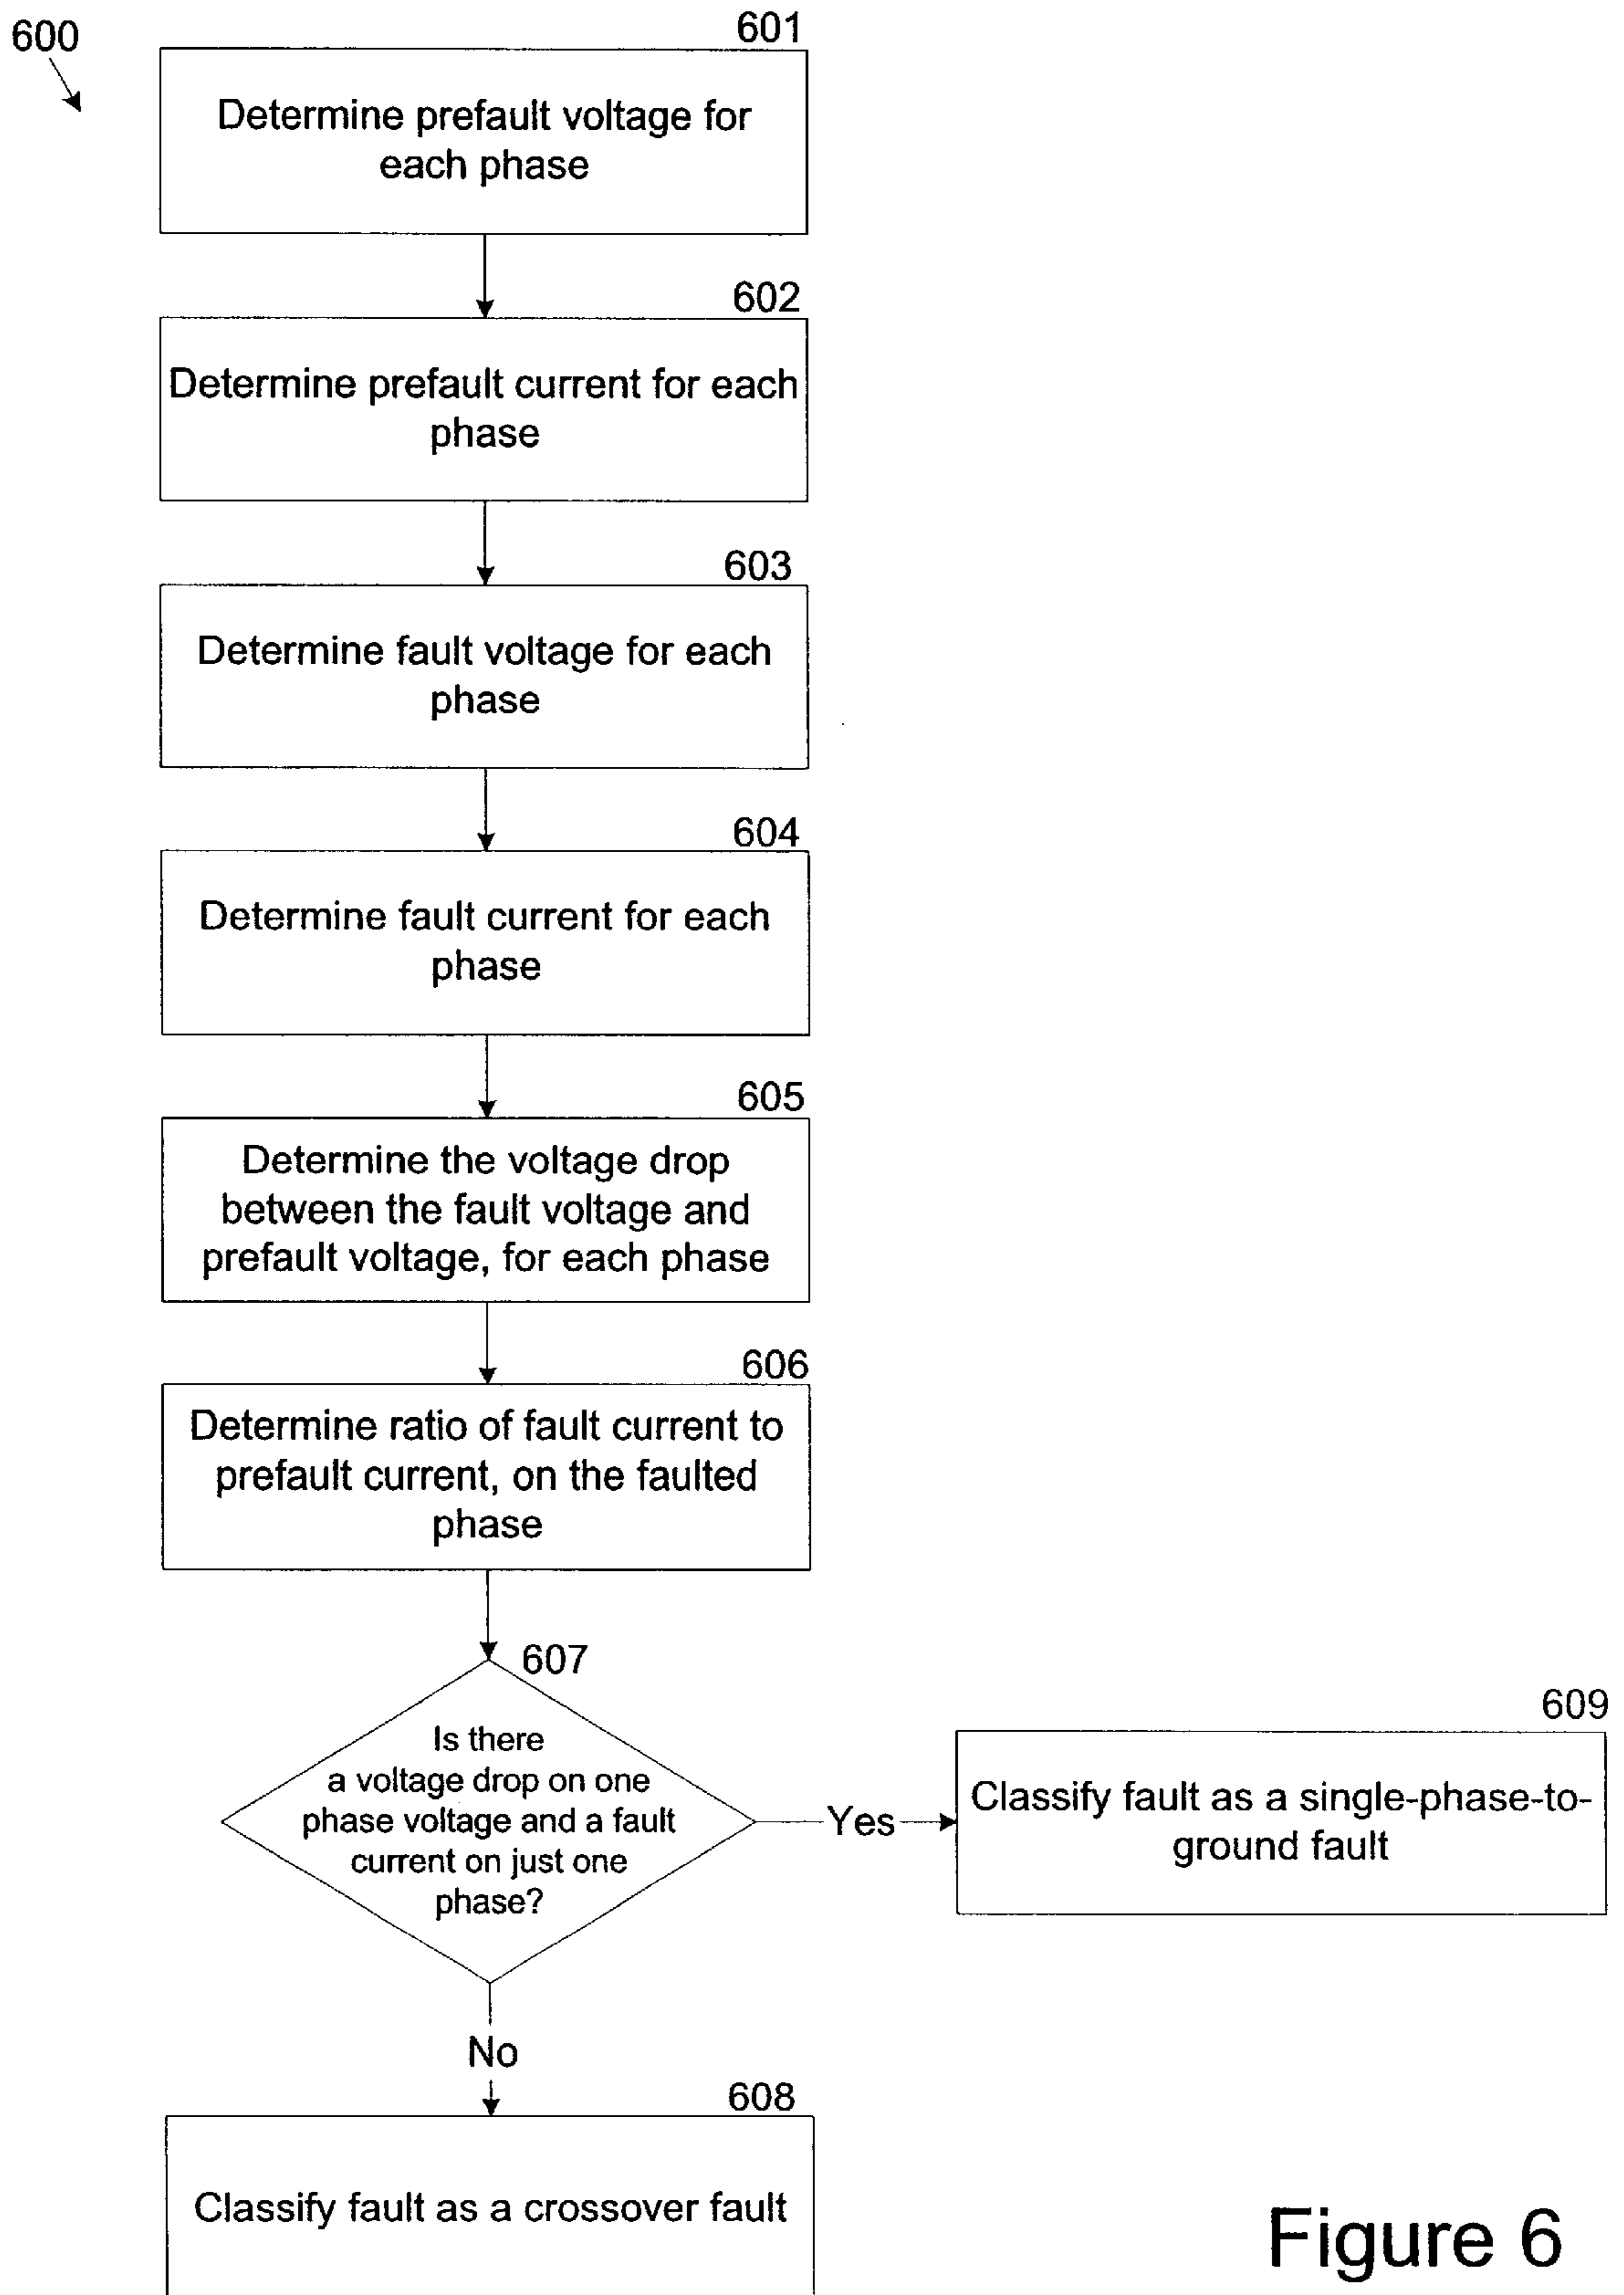 600
601
Determine prefault voltage for
each phase
602
Determine prefault current for each
phase
603
Determine fault voltage for each
phase
604
Determine fault current for each
phase
605
Determine the voltage drop
between the fault voltage and
prefault voltage, for each phase
606
Determine ratio of fault current to
prefault current, on the faulted
phase
607
Is there
a voltage drop on one
phase voltage and a fault
current on just one
phase?
Yes
609
Classify fault as a single-phase-to-
ground fault
No
608
Classify fault as a crossover fault
Figure 6